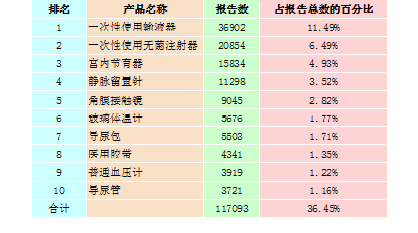 排名 产品名称 报告数 占报告总数的百分比
1 一次性使用输液器 36902 11.49%
2 一次性使用无菌注射器 20854 6.49%
3 宫内节育器 15834 4.93%
4 静脉留置针 11298 3.52%
5 角膜接触镜 9045 2.82%
6 玻璃体温计 5676 1.77%
7 导尿包 5503 1.71%
8 医用胶带 4341 1.35%
9 普通血压计 3919 1.22%
10 导尿管 3721 1.16%
合计 117093 36.45%